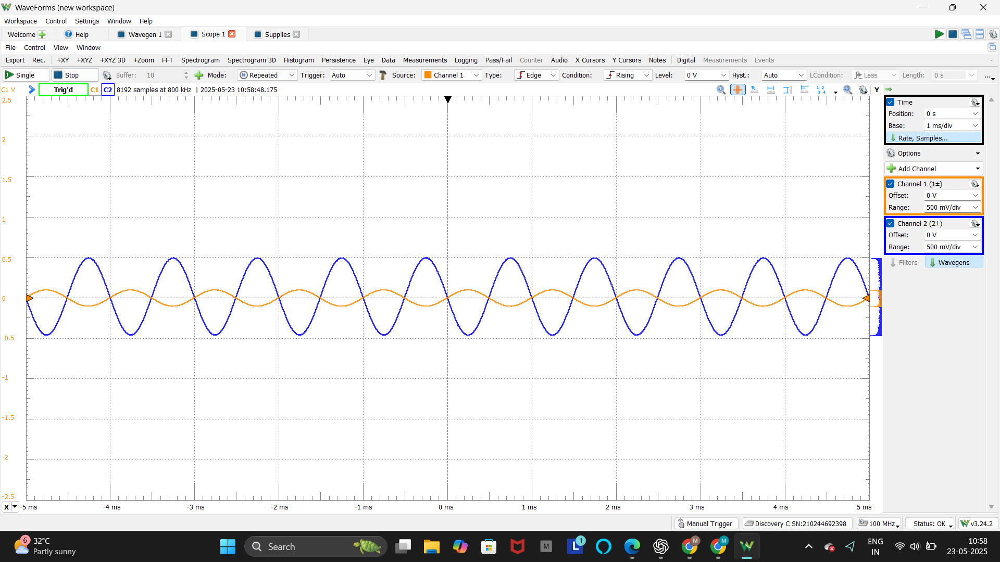 WaveForms (new workspace)
Workspace Control Settings Window Help
Welcome Help Wavegen 1 Scope 1 Supplies
File Control View Window
Export Rec. +XY +XYZ +XYZ 3D +Zoom FFT Spectrogram Spectrogram 3D Histogram Persistence Eye Data Measurements Logging Pass/Fail Counter Audio X Cursors Y Cursors Notes Digital Measurements Events
Single Stop Buffer: 10 Mode: Repeated Trigger: Auto Source: Channel 1 Type: Edge Condition: Rising Level: 0 V Hyst.: Auto LCondition: Less Length: 0 s ...
C1 V Trig'd C1 C2 8192 samples at 800 kHz | 2025-05-23 10:58:48.175 Y
2.5
2
1.5
1
0.5
0
-0.5
-1
-1.5
-2
-2.5
X -5 ms -4 ms -3 ms -2 ms -1 ms 0 ms 1 ms 2 ms 3 ms 4 ms 5 ms
Time
Position: 0 s
Base: 1 ms/div
Rate, Samples...
Options
Add Channel
Channel 1 (1±)
Offset: 0 V
Range: 500 mV/div
Channel 2 (2±)
Offset: 0 V
Range: 500 mV/div
Filters Wavegens
Manual Trigger Discovery C SN:210244692398 100 MHz Status: OK v3.24.2
6 32°C
Partly sunny
Search
M
L 1
M
M
ENG
IN
10:58
23-05-2025